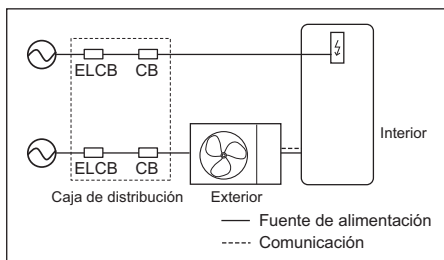 ELCB CB
Interior
ELCB CB
Caja de distribución Exterior
Fuente de alimentación
Comunicación